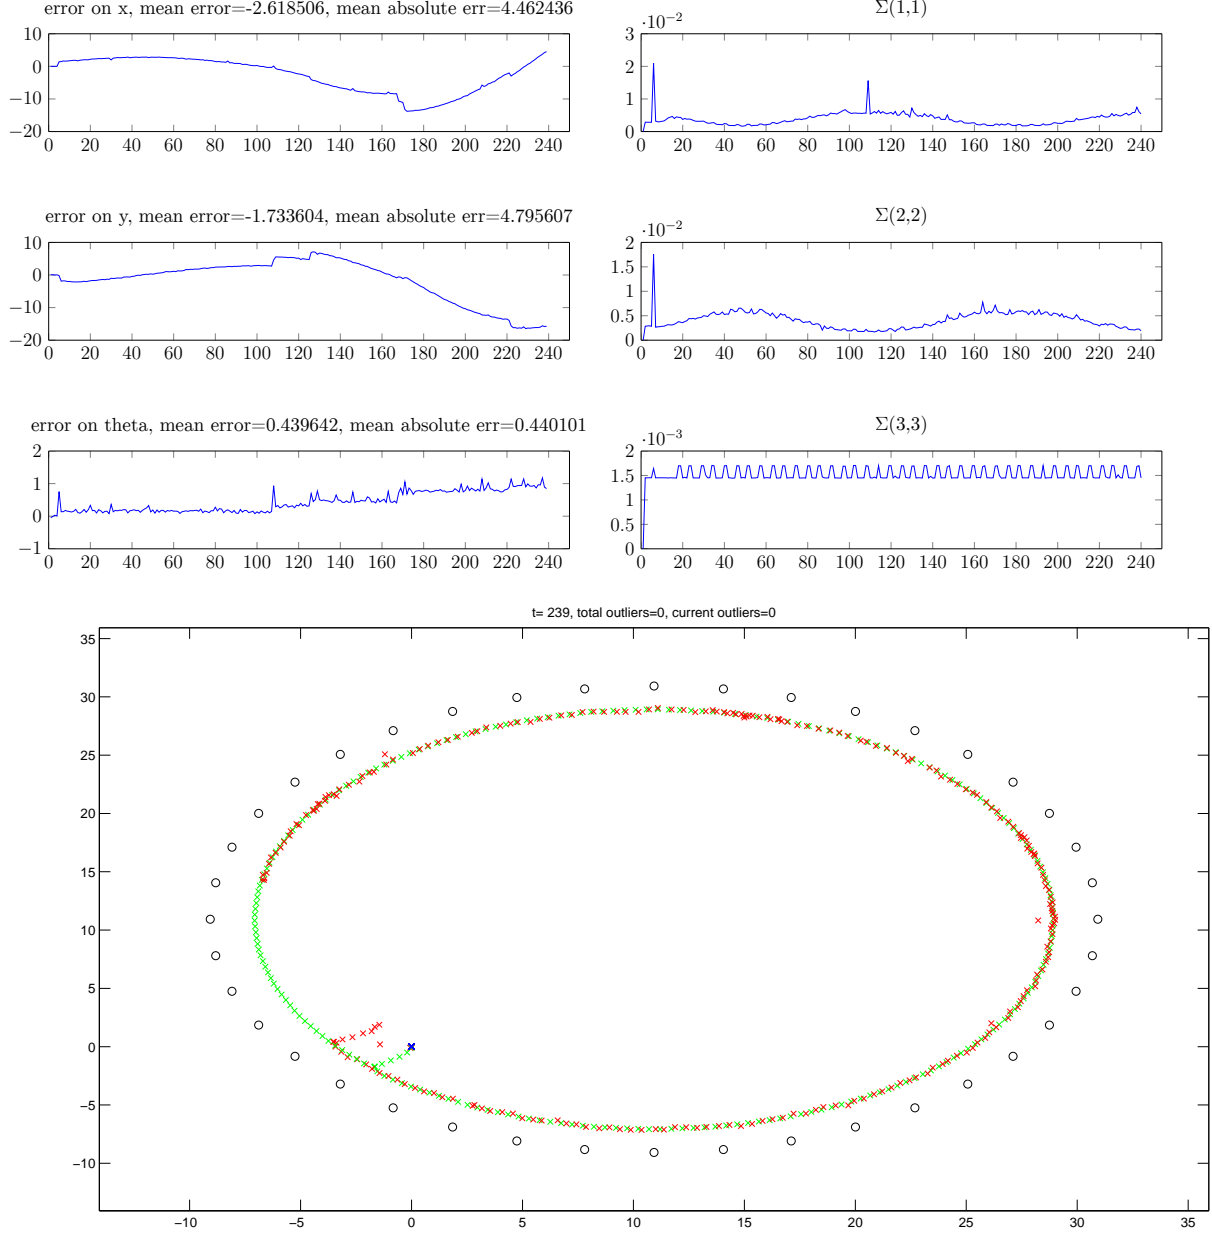 error on x, mean error=-2.618506, mean absolute err=4.462436
10
0
−10
−20
0 20 40 60 80 100 120 140 160 180 200 220 240
Σ(1,1)
·10−2
3
2
1
0
0 20 40 60 80 100 120 140 160 180 200 220 240
error on y, mean error=-1.733604, mean absolute err=4.795607
10
0
−10
−20
0 20 40 60 80 100 120 140 160 180 200 220 240
Σ(2,2)
·10−2
2
1.5
1
0.5
0
0 20 40 60 80 100 120 140 160 180 200 220 240
error on theta, mean error=0.439642, mean absolute err=0.440101
2
1
0
−1
0 20 40 60 80 100 120 140 160 180 200 220 240
Σ(3,3)
·10−3
2
1.5
1
0.5
0
0 20 40 60 80 100 120 140 160 180 200 220 240
t= 239, total outliers=0, current outliers=0
35
30
25
20
15
10
5
0
−5
−10
−10 −5 0 5 10 15 20 25 30 35